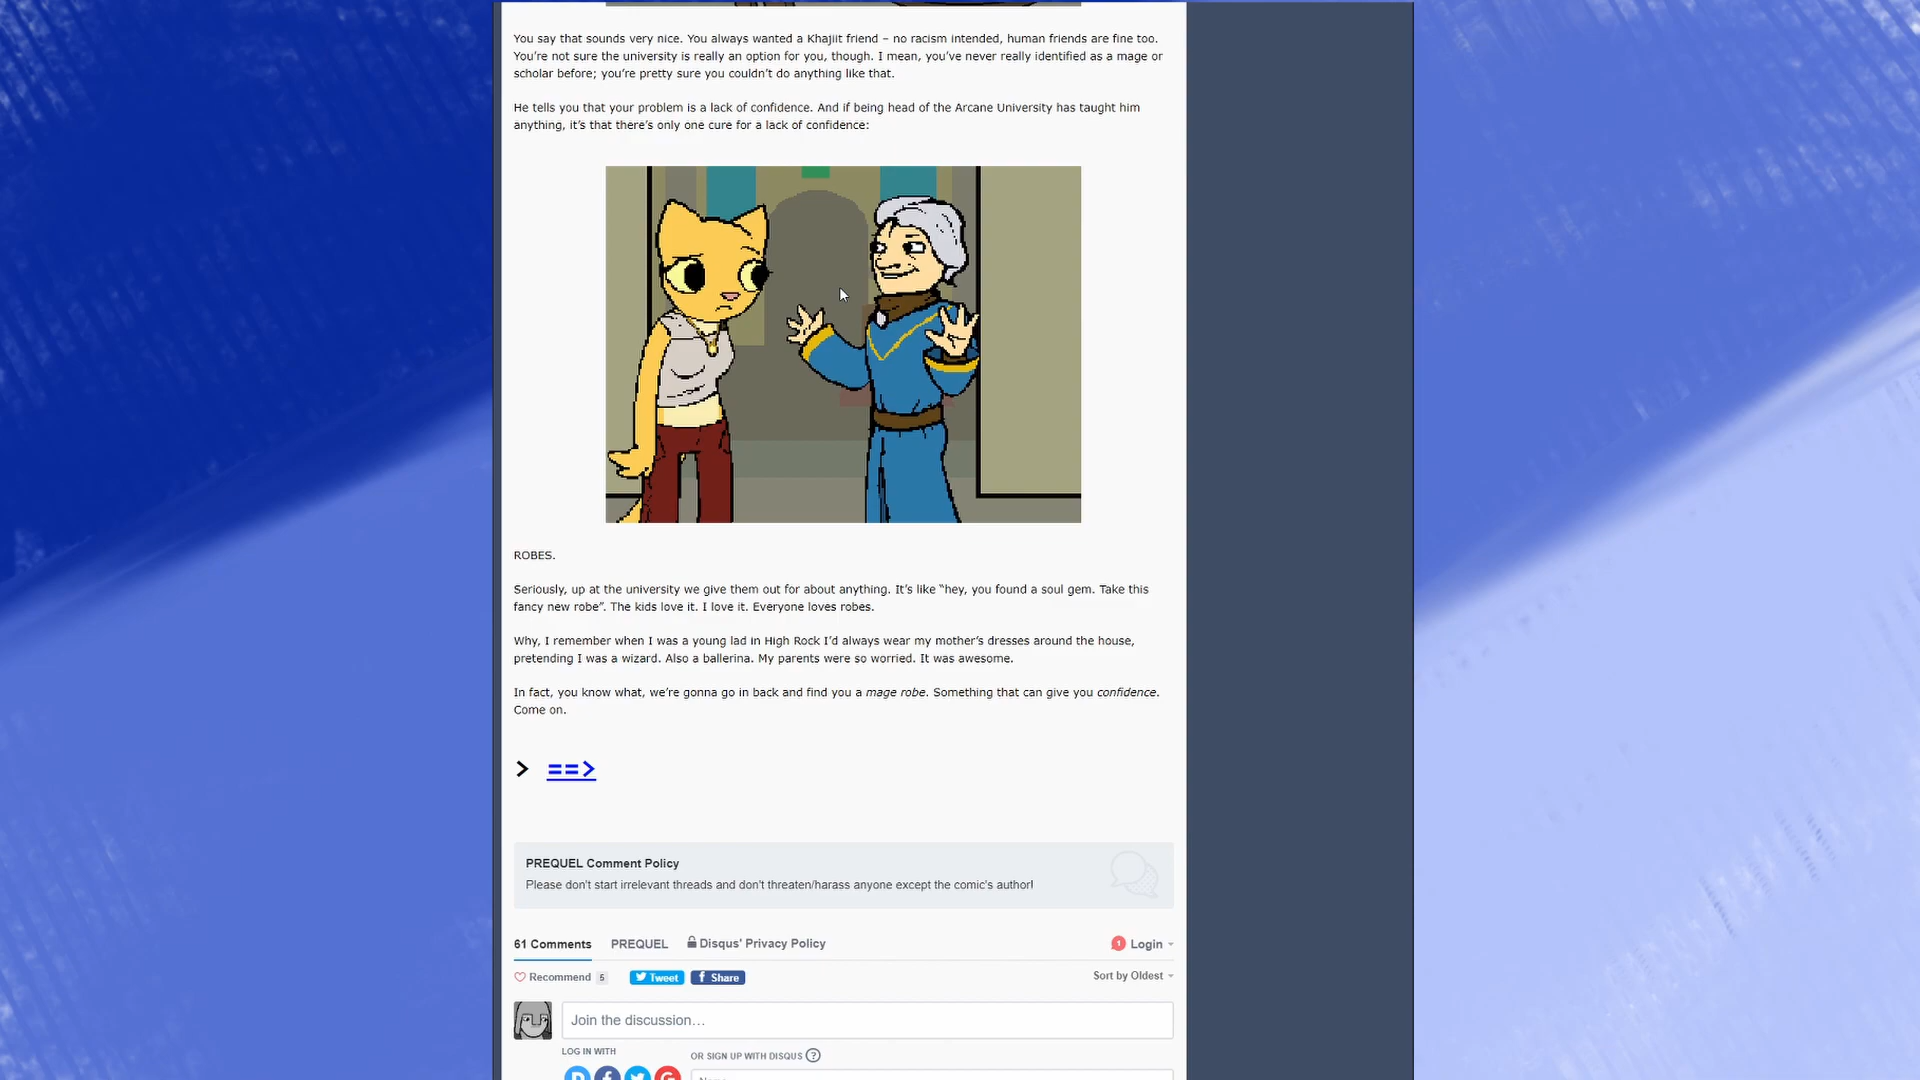 You say that sounds very nice. You always wanted a Khajiit friend – no racism intended, human friends are fine too.
You're not sure the university is really an option for you, though. I mean, you've never really identified as a mage or
scholar before; you're pretty sure you couldn't do anything like that.
He tells you that your problem is a lack of confidence. And if being head of the Arcane University has taught him
anything, it's that there's only one cure for a lack of confidence:
ROBES.
Seriously, up at the university we give them out for about anything. It's like “hey, you found a soul gem. Take this
fancy new robe”. The kids love it. I love it. Everyone loves robes.
Why, I remember when I was a young lad in High Rock I'd always wear my mother's dresses around the house,
pretending I was a wizard. Also a ballerina. My parents were so worried. It was awesome.
In fact, you know what, we're gonna go in back and find you a mage robe. Something that can give you confidence.
Come on.
> ==>
PREQUEL Comment Policy
Please don't start irrelevant threads and don't threaten/harass anyone except the comic's author!
61 Comments PREQUEL Disqus' Privacy Policy 1 Login
Recommend 5 Tweet Share Sort by Oldest
Join the discussion…
LOG IN WITH OR SIGN UP WITH DISQUS ?